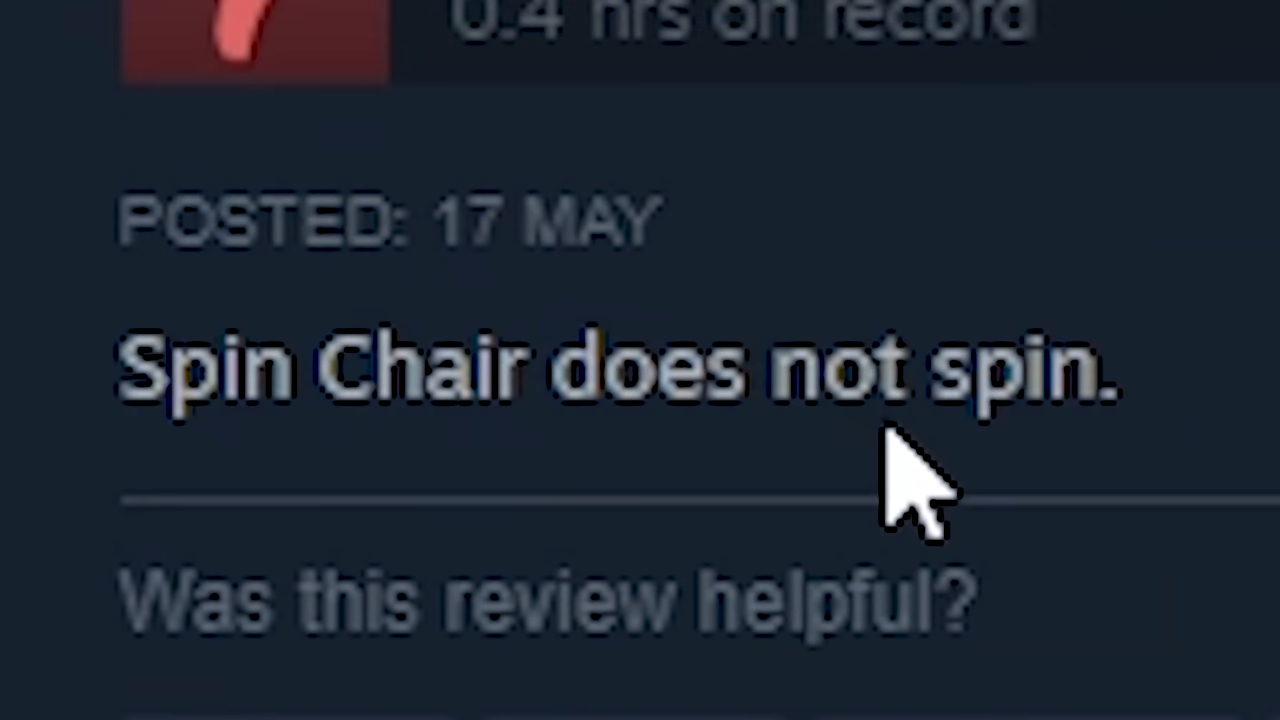 0.4 hrs on record
POSTED: 17 MAY
Spin Chair does not spin.
Was this review helpful?